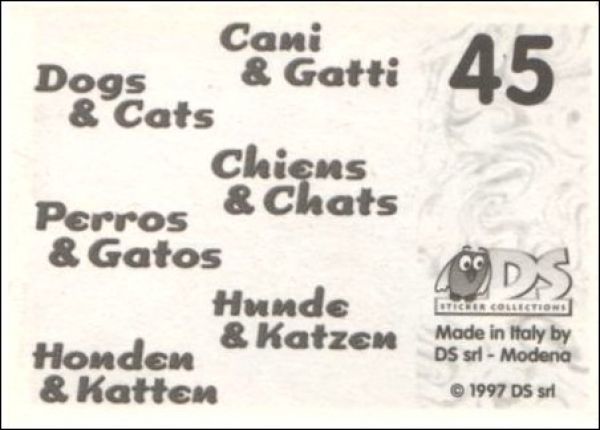 Cani
& Gatti
Dogs
& Cats
Chiens
& Chats
Perros
& Gatos
Hunde
& Katzen
Honden
& Katten
45
DS
STICKER COLLECTIONS
Made in Italy by
DS srl - Modena
© 1997 DS srl